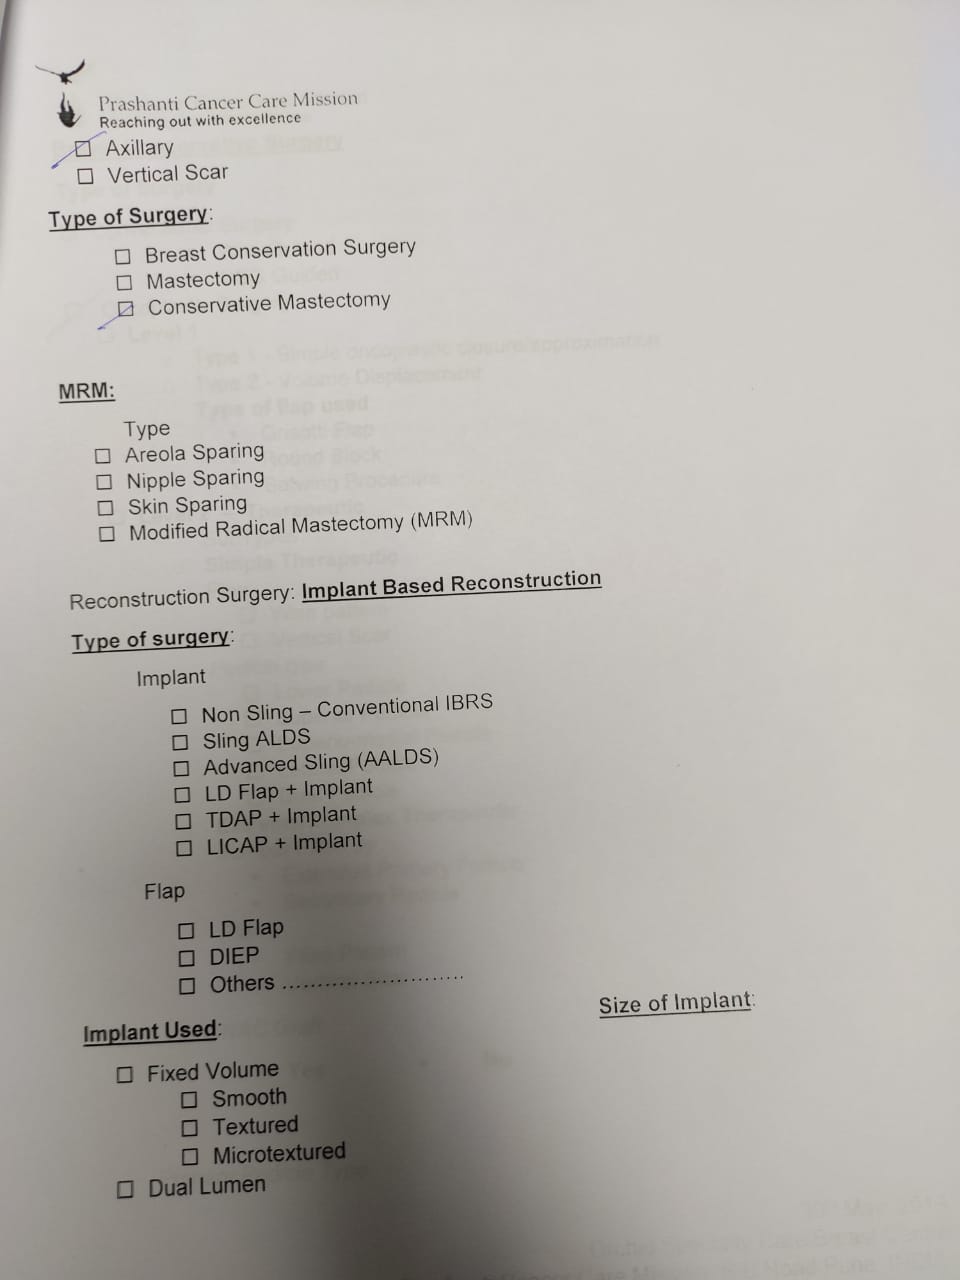 Prashanti Cancer Care Mission
Reaching out with excellence
☑ Axillary
☐ Vertical Scar
Type of Surgery:
☐ Breast Conservation Surgery
☐ Mastectomy
☑ Conservative Mastectomy
MRM:
Type
☐ Areola Sparing
☐ Nipple Sparing
☐ Skin Sparing
☐ Modified Radical Mastectomy (MRM)
Reconstruction Surgery: Implant Based Reconstruction
Type of surgery:
Implant
☐ Non Sling – Conventional IBRS
☐ Sling ALDS
☐ Advanced Sling (AALDS)
☐ LD Flap + Implant
☐ TDAP + Implant
☐ LICAP + Implant
Flap
☐ LD Flap
☐ DIEP
☐ Others ..........................
Size of Implant:
Implant Used:
☐ Fixed Volume
☐ Smooth
☐ Textured
☐ Microtextured
☐ Dual Lumen